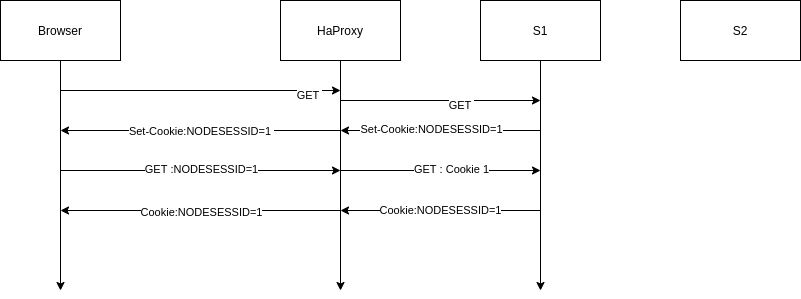 Browser
HaProxy
S1
S2
GET
GET
Set-Cookie:NODESESSID=1
Set-Cookie:NODESESSID=1
GET :NODESESSID=1
GET : Cookie 1
Cookie:NODESESSID=1
Cookie:NODESESSID=1